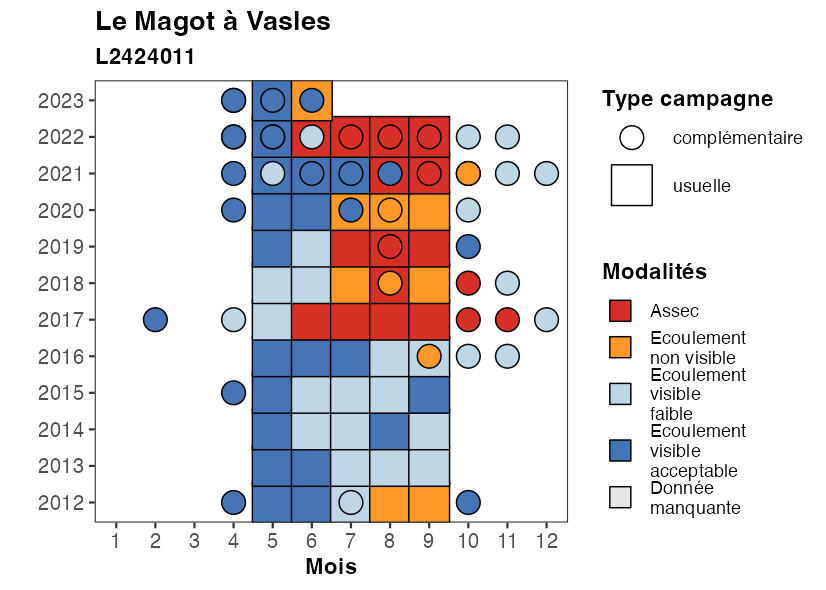 Le Magot à Vasles
L2424011
2023
2022
2021
2020
2019
2018
2017
2016
2015
2014
2013
2012
1 2 3 4 5 6 7 8 9 10 11 12
Mois
Type campagne
complémentaire
usuelle
Modalités
Assec
Ecoulement
non visible
Ecoulement
visible
faible
Ecoulement
visible
acceptable
Donnée
manquante